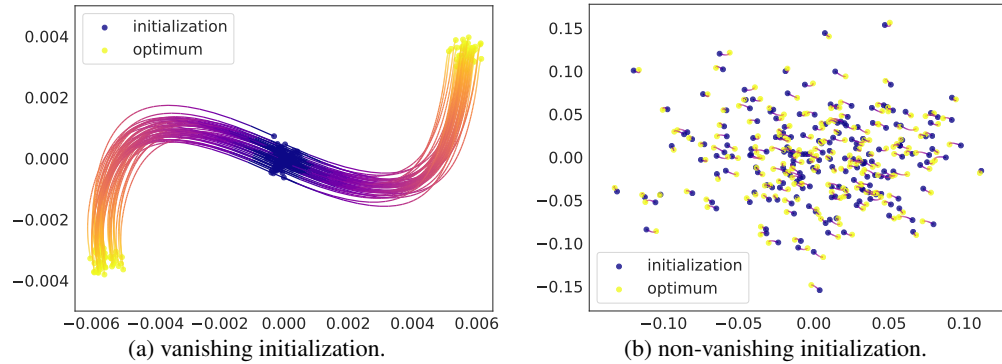 initialization
optimum
0.004
0.002
0.000
−0.002
−0.004
−0.006 −0.004 −0.002 0.000 0.002 0.004 0.006
(a) vanishing initialization.
0.15
0.10
0.05
0.00
−0.05
−0.10
−0.15
initialization
optimum
−0.10 −0.05 0.00 0.05 0.10
(b) non-vanishing initialization.